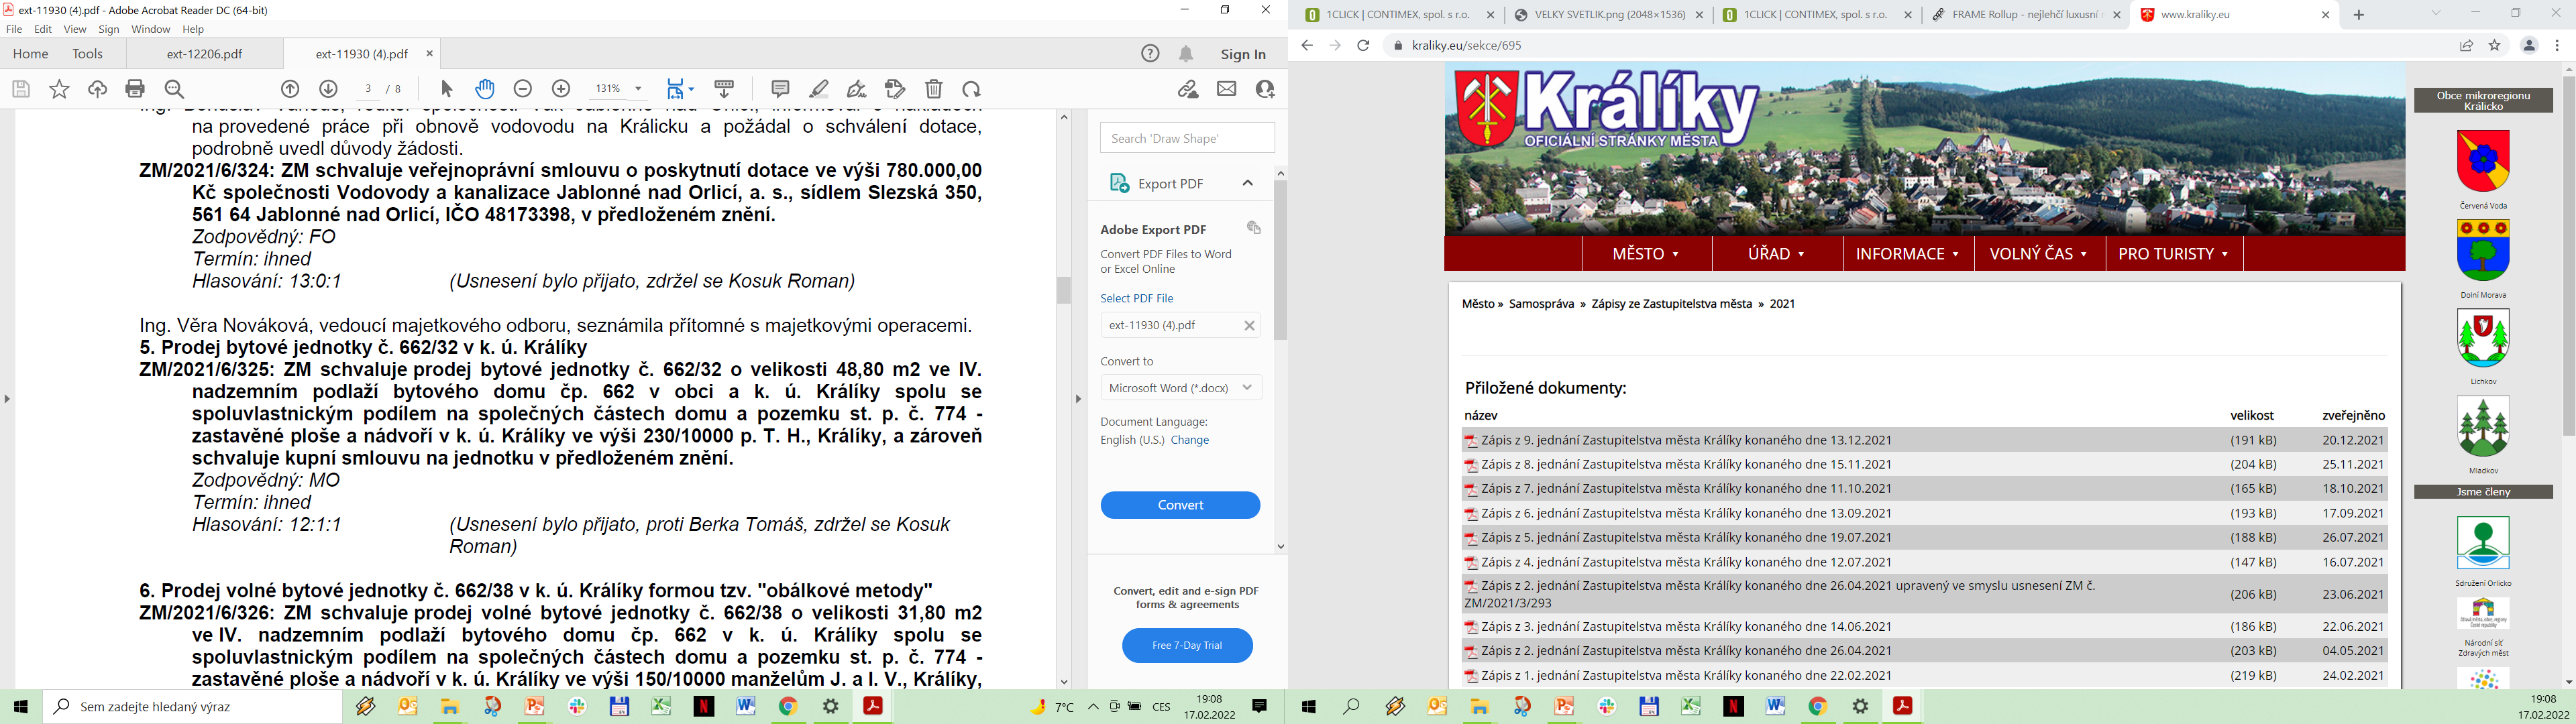 ext-11930 (4).pdf - Adobe Acrobat Reader DC (64-bit)
File Edit View Sign Window Help
Home Tools ext-12206.pdf ext-11930 (4).pdf Sign In
3 / 8 131%
na provedené práce při obnově vodovodu na Králicku a požádal o schválení dotace,
podrobně uvedl důvody žádosti.
ZM/2021/6/324: ZM schvaluje veřejnoprávní smlouvu o poskytnutí dotace ve výši 780.000,00
Kč společnosti Vodovody a kanalizace Jablonné nad Orlicí, a. s., sídlem Slezská 350,
561 64 Jablonné nad Orlicí, IČO 48173398, v předloženém znění.
Zodpovědný: FO
Termín: ihned
Hlasování: 13:0:1 (Usnesení bylo přijato, zdržel se Kosuk Roman)
Ing. Věra Nováková, vedoucí majetkového odboru, seznámila přítomné s majetkovými operacemi.
5. Prodej bytové jednotky č. 662/32 v k. ú. Králíky
ZM/2021/6/325: ZM schvaluje prodej bytové jednotky č. 662/32 o velikosti 48,80 m2 ve IV.
nadzemním podlaží bytového domu čp. 662 v obci a k. ú. Králíky spolu se
spoluvlastnickým podílem na společných částech domu a pozemku st. p. č. 774 -
zastavěné ploše a nádvoří v k. ú. Králíky ve výši 230/10000 p. T. H., Králíky, a zároveň
schvaluje kupní smlouvu na jednotku v předloženém znění.
Zodpovědný: MO
Termín: ihned
Hlasování: 12:1:1 (Usnesení bylo přijato, proti Berka Tomáš, zdržel se Kosuk
Roman)
6. Prodej volné bytové jednotky č. 662/38 v k. ú. Králíky formou tzv. "obálkové metody"
ZM/2021/6/326: ZM schvaluje prodej volné bytové jednotky č. 662/38 o velikosti 31,80 m2
ve IV. nadzemním podlaží bytového domu čp. 662 v k. ú. Králíky spolu se
spoluvlastnickým podílem na společných částech domu a pozemku st. p. č. 774 -
zastavěné ploše a nádvoří v k. ú. Králíky ve výši 150/10000 manželům J. a I. V., Králíky,
Search 'Draw Shape'
Export PDF
Adobe Export PDF
Convert PDF Files to Word
or Excel Online
Select PDF File
ext-11930 (4).pdf
Convert to
Microsoft Word (*.docx)
Document Language:
English (U.S.) Change
Convert
Convert, edit and e-sign PDF
forms & agreements
Free 7-Day Trial
Sem zadejte hledaný výraz
7°C CES 19:08
17.02.2022
1CLICK | CONTIMEX, spol. s r.o. VELKY SVETLIK.png (2048×1536) 1CLICK | CONTIMEX, spol. s r.o. FRAME Rollup - nejlehčí luxusní www.kraliky.eu
kraliky.eu/sekce/695
Králíky
OFICIÁLNÍ STRÁNKY MĚSTA
MĚSTO ÚŘAD INFORMACE VOLNÝ ČAS PRO TURISTY
Město » Samospráva » Zápisy ze Zastupitelstva města » 2021
Přiložené dokumenty:
název velikost zveřejněno
Zápis z 9. jednání Zastupitelstva města Králíky konaného dne 13.12.2021 (191 kB) 20.12.2021
Zápis z 8. jednání Zastupitelstva města Králíky konaného dne 15.11.2021 (204 kB) 25.11.2021
Zápis z 7. jednání Zastupitelstva města Králíky konaného dne 11.10.2021 (165 kB) 18.10.2021
Zápis z 6. jednání Zastupitelstva města Králíky konaného dne 13.09.2021 (193 kB) 17.09.2021
Zápis z 5. jednání Zastupitelstva města Králíky konaného dne 19.07.2021 (188 kB) 26.07.2021
Zápis z 4. jednání Zastupitelstva města Králíky konaného dne 12.07.2021 (147 kB) 16.07.2021
Zápis z 2. jednání Zastupitelstva města Králíky konaného dne 26.04.2021 upravený ve smyslu usnesení ZM č.
ZM/2021/3/293 (206 kB) 23.06.2021
Zápis z 3. jednání Zastupitelstva města Králíky konaného dne 14.06.2021 (186 kB) 22.06.2021
Zápis z 2. jednání Zastupitelstva města Králíky konaného dne 26.04.2021 (203 kB) 04.05.2021
Zápis z 1. jednání Zastupitelstva města Králíky konaného dne 22.02.2021 (219 kB) 24.02.2021
Obce mikroregionu
Králicko
Červená Voda
Dolní Morava
Lichkov
Mladkov
Jsme členy
Sdružení Orlicko
Národní síť
Zdravých měst
19:08
17.02.2022